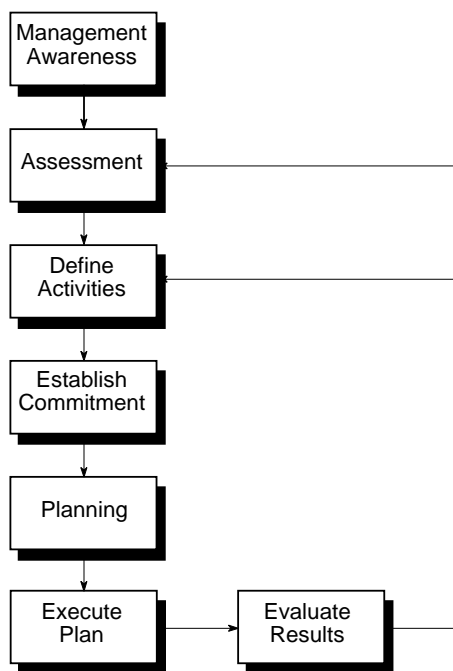 Management
Awareness
Assessment
Define
Activities
Establish
Commitment
Planning
Execute
Plan
Evaluate
Results